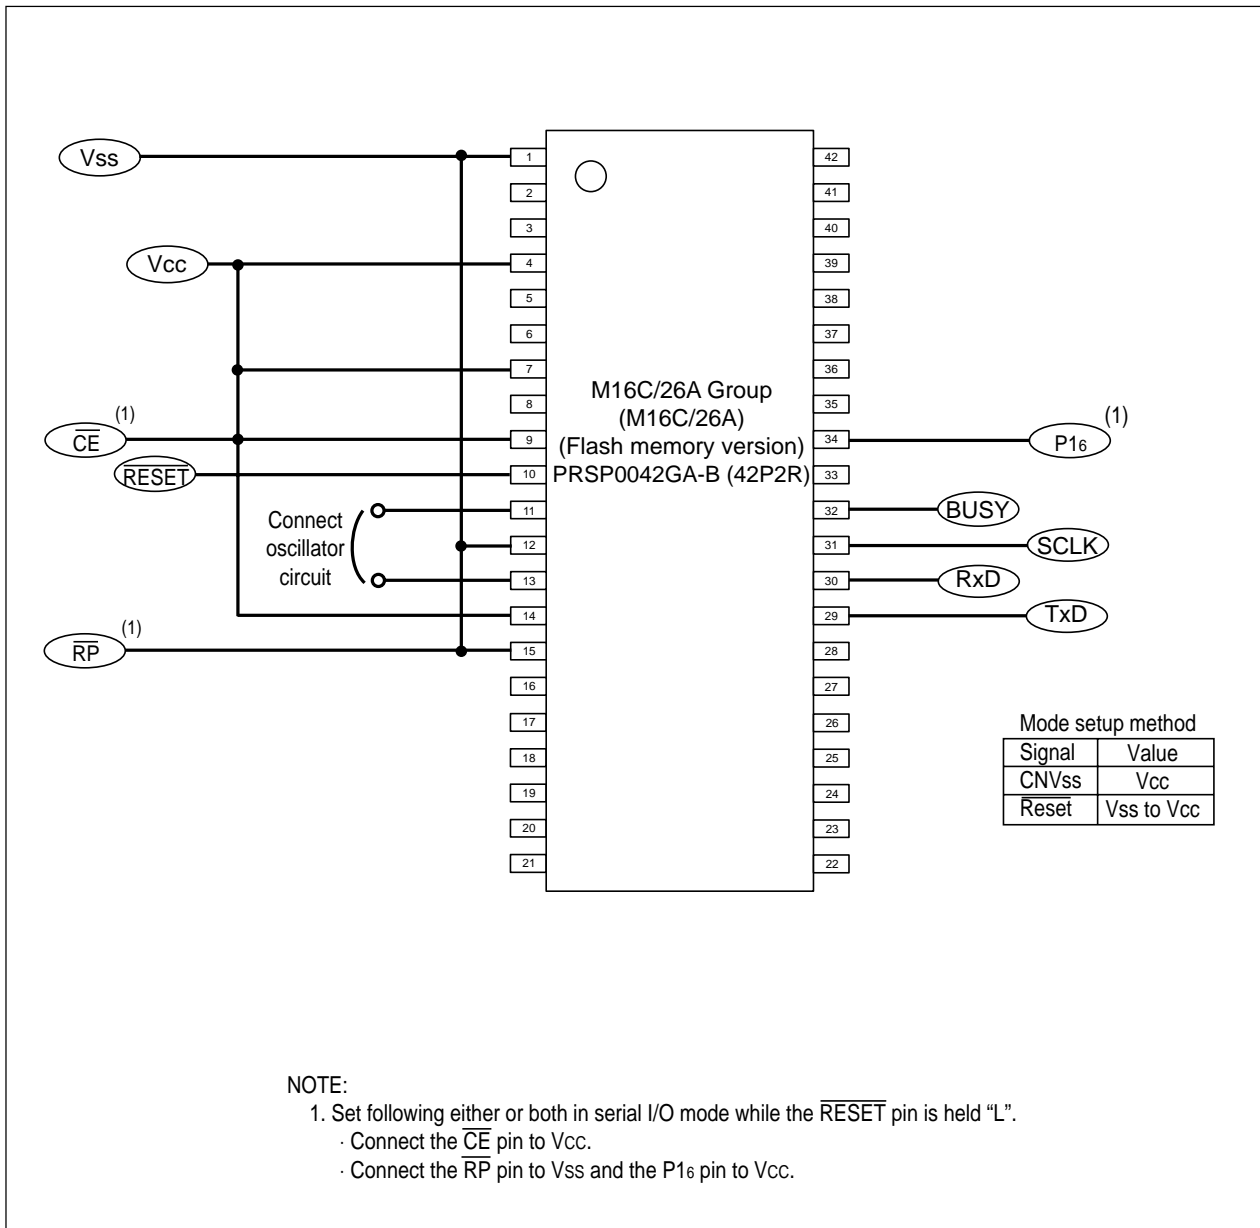 Vss
1
42
2
41
3
40
Vcc
4
39
5
38
6
37
7
36
M16C/26A Group
8
35
(M16C/26A)
(1)
(1)
CE
9
(Flash memory version)
34
P16
RESET
10
PRSP0042GA-B (42P2R)
33
Connect
oscillator
circuit
11
32
BUSY
12
31
SCLK
13
30
RxD
14
29
TxD
(1)
RP
15
28
16
27
17
26
18
25
19
24
20
23
21
22
Mode setup method
Signal Value
CNVss Vcc
Reset Vss to Vcc
NOTE:
1. Set following either or both in serial I/O mode while the RESET pin is held “L”.
· Connect the CE pin to VCC.
· Connect the RP pin to VSS and the P16 pin to VCC.